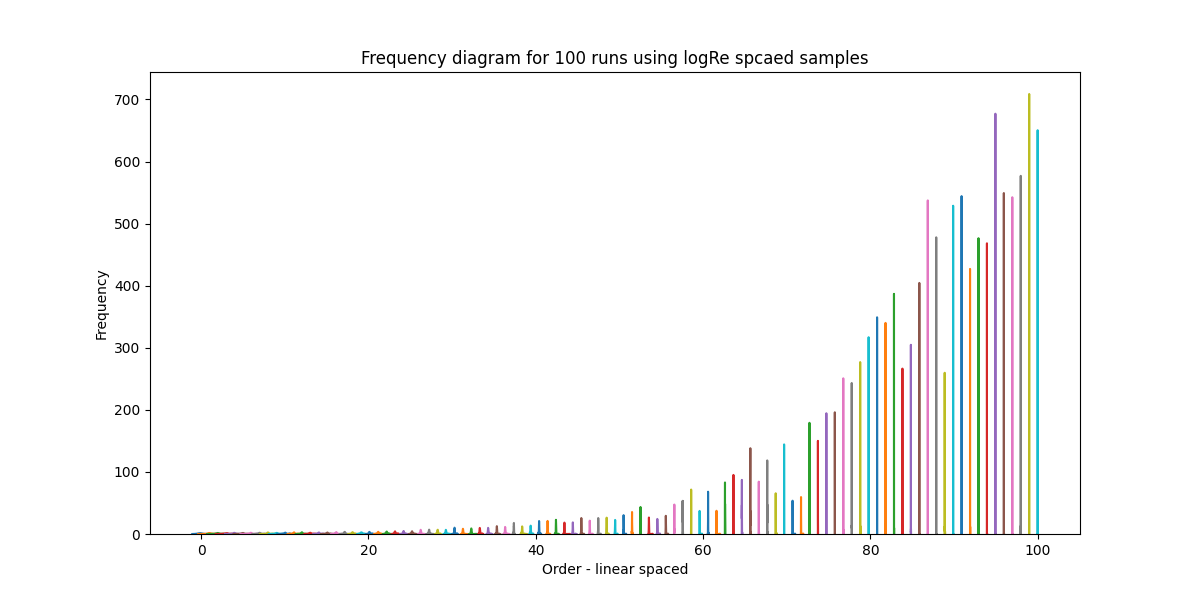 Frequency diagram for 100 runs using logRe spcaed samples
700
600
500
400
300
200
100
0
Frequency
0 20 40 60 80 100
Order - linear spaced